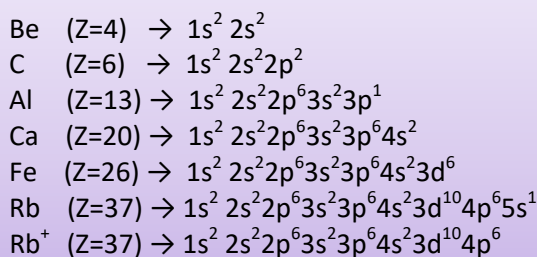 Be (Z=4) → 1s² 2s²
C (Z=6) → 1s² 2s²2p²
Al (Z=13) → 1s² 2s²2p⁶3s²3p¹
Ca (Z=20) → 1s² 2s²2p⁶3s²3p⁶4s²
Fe (Z=26) → 1s² 2s²2p⁶3s²3p⁶4s²3d⁶
Rb (Z=37) → 1s² 2s²2p⁶3s²3p⁶4s²3d¹⁰4p⁶5s¹
Rb⁺ (Z=37) → 1s² 2s²2p⁶3s²3p⁶4s²3d¹⁰4p⁶